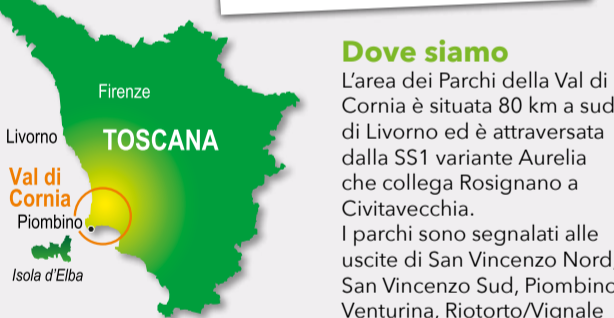 Firenze
Livorno
TOSCANA
Val di
Cornia
Piombino
Isola d'Elba
Dove siamo
L'area dei Parchi della Val di
Cornia è situata 80 km a sud
di Livorno ed è attraversata
dalla SS1 variante Aurelia
che collega Rosignano a
Civitavecchia.
I parchi sono segnalati alle
uscite di San Vincenzo Nord,
San Vincenzo Sud, Piombino
Venturina, Riotorto/Vignale